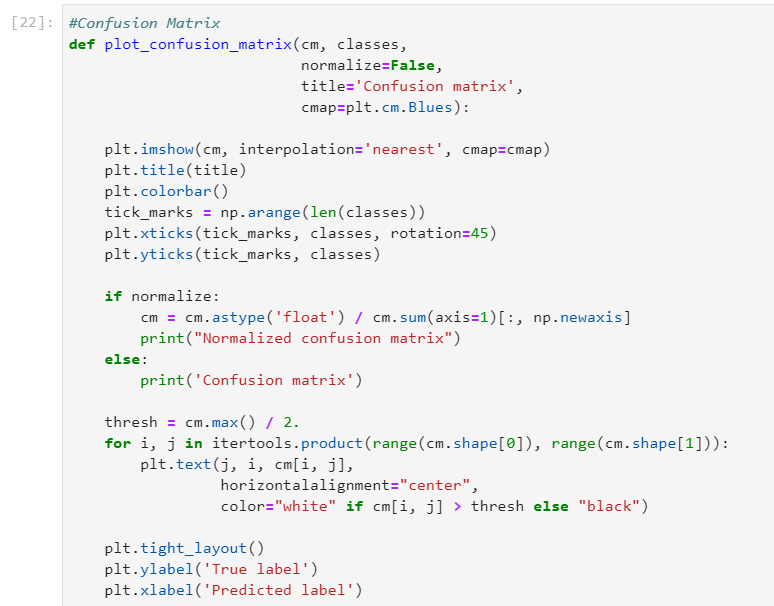 [22]: #Confusion Matrix
def plot_confusion_matrix(cm, classes,
                          normalize=False,
                          title='Confusion matrix',
                          cmap=plt.cm.Blues):

    plt.imshow(cm, interpolation='nearest', cmap=cmap)
    plt.title(title)
    plt.colorbar()
    tick_marks = np.arange(len(classes))
    plt.xticks(tick_marks, classes, rotation=45)
    plt.yticks(tick_marks, classes)

    if normalize:
        cm = cm.astype('float') / cm.sum(axis=1)[:, np.newaxis]
        print("Normalized confusion matrix")
    else:
        print('Confusion matrix')

    thresh = cm.max() / 2.
    for i, j in itertools.product(range(cm.shape[0]), range(cm.shape[1])):
        plt.text(j, i, cm[i, j],
                 horizontalalignment="center",
                 color="white" if cm[i, j] > thresh else "black")

    plt.tight_layout()
    plt.ylabel('True label')
    plt.xlabel('Predicted label')